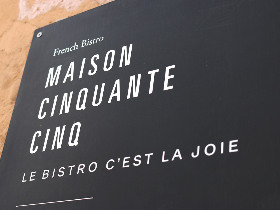 French Bistro
MAISON
CINQUANTE
CINQ
LE BISTRO C'EST LA JOIE